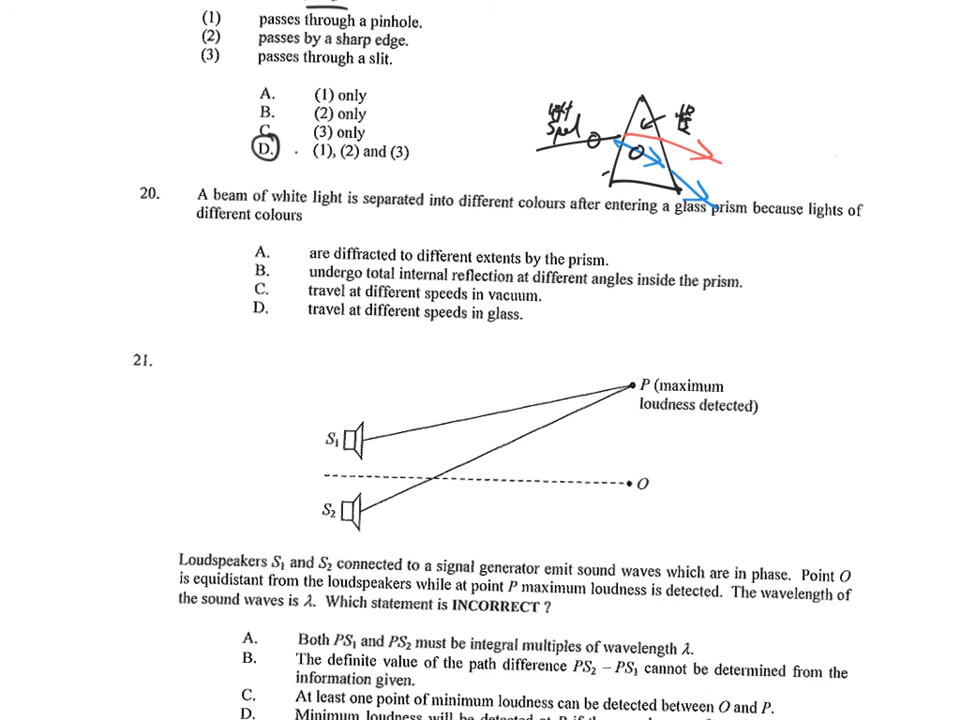 (1) passes through a pinhole.
(2) passes by a sharp edge.
(3) passes through a slit.
A. (1) only
B. (2) only
C. (3) only
D. (1), (2) and (3)
20. A beam of white light is separated into different colours after entering a glass prism because lights of
different colours
A. are diffracted to different extents by the prism.
B. undergo total internal reflection at different angles inside the prism.
C. travel at different speeds in vacuum.
D. travel at different speeds in glass.
21.
P (maximum
loudness detected)
S₁
O
S₂
Loudspeakers S₁ and S₂ connected to a signal generator emit sound waves which are in phase. Point O
is equidistant from the loudspeakers while at point P maximum loudness is detected. The wavelength of
the sound waves is λ. Which statement is INCORRECT ?
A. Both PS₁ and PS₂ must be integral multiples of wavelength λ.
B. The definite value of the path difference PS₂ − PS₁ cannot be determined from the
information given.
C. At least one point of minimum loudness can be detected between O and P.
D. Minimum loudness will be detected at P if